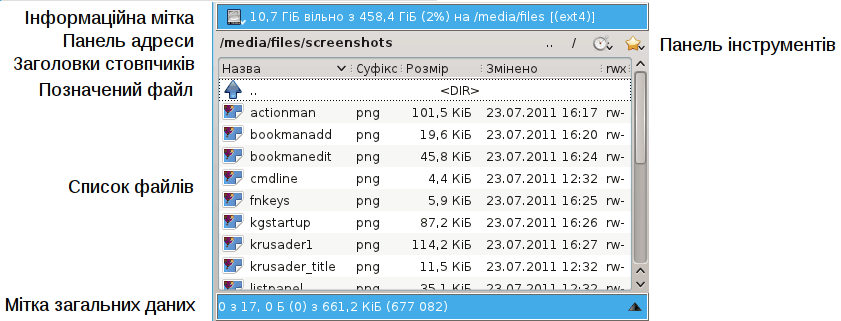 Інформаційна мітка
10,7 ГіБ вільно з 458,4 ГіБ (2%) на /media/files [(ext4)]
Панель адреси
/media/files/screenshots .. /
Панель інструментів
Заголовки стовпчиків
Назва Суфікс Розмір Змінено rwx
Позначений файл
.. <DIR>
actionman png 101,5 КіБ 23.07.2011 16:17 rw-
bookmanadd png 19,6 КіБ 23.07.2011 16:20 rw-
bookmanedit png 45,8 КіБ 23.07.2011 16:24 rw-
Список файлів
cmdline png 4,4 КіБ 23.07.2011 12:32 rw-
fnkeys png 5,9 КіБ 23.07.2011 16:25 rw-
kgstartup png 87,2 КіБ 23.07.2011 16:26 rw-
krusader1 png 114,2 КіБ 23.07.2011 16:27 rw-
krusader_title png 11,5 КіБ 23.07.2011 12:32 rw-
listpanel png 35,1 КіБ 23.07.2011 12:32 rw-
Мітка загальних даних
0 з 17, 0 Б (0) з 661,2 КіБ (677 082)